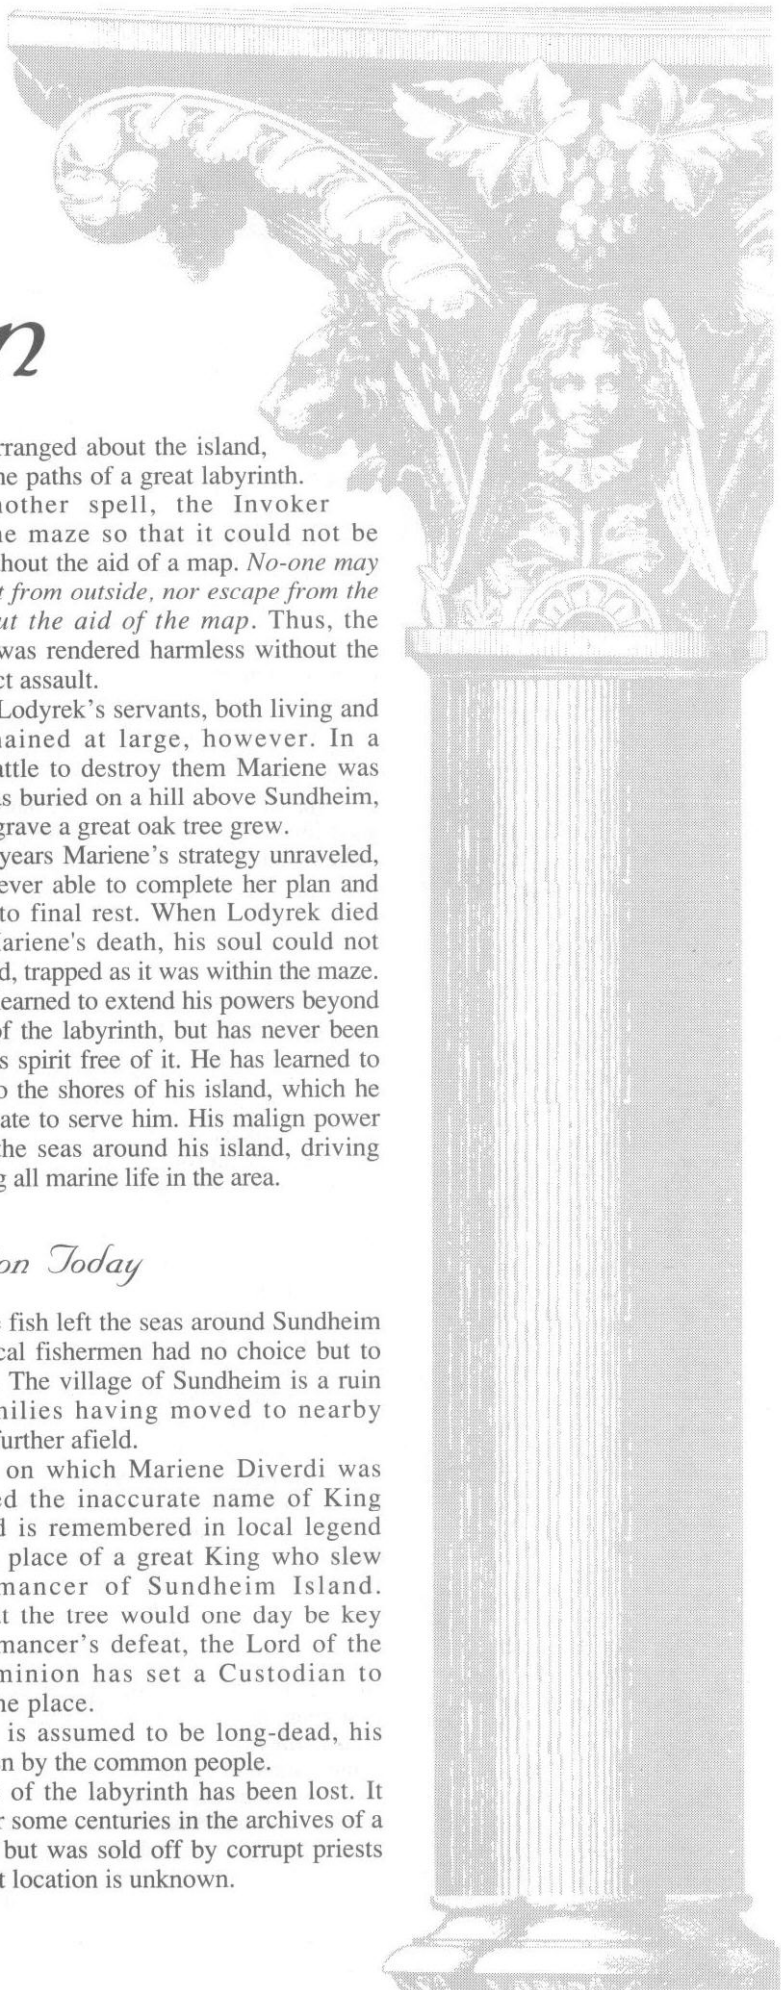 n
rranged about the island,
ne paths of a great labyrinth.
nother spell, the Invoker
ne maze so that it could not be
hout the aid of a map. No-one may
t from outside, nor escape from the
ut the aid of the map. Thus, the
was rendered harmless without the
ct assault.
Lodyrek's servants, both living and
nained at large, however. In a
attle to destroy them Mariene was
as buried on a hill above Sundheim,
grave a great oak tree grew.
years Mariene's strategy unraveled,
ever able to complete her plan and
to final rest. When Lodyrek died
Mariene's death, his soul could not
d, trapped as it was within the maze.
learned to extend his powers beyond
of the labyrinth, but has never been
s spirit free of it. He has learned to
o the shores of his island, which he
ate to serve him. His malign power
the seas around his island, driving
g all marine life in the area.
on Today
e fish left the seas around Sundheim
cal fishermen had no choice but to
The village of Sundheim is a ruin
nilies having moved to nearby
further afield.
on which Mariene Diverdi was
ed the inaccurate name of King
d is remembered in local legend
place of a great King who slew
mancer of Sundheim Island.
at the tree would one day be key
mancer's defeat, the Lord of the
minion has set a Custodian to
ne place.
is assumed to be long-dead, his
en by the common people.
of the labyrinth has been lost. It
r some centuries in the archives of a
but was sold off by corrupt priests
t location is unknown.